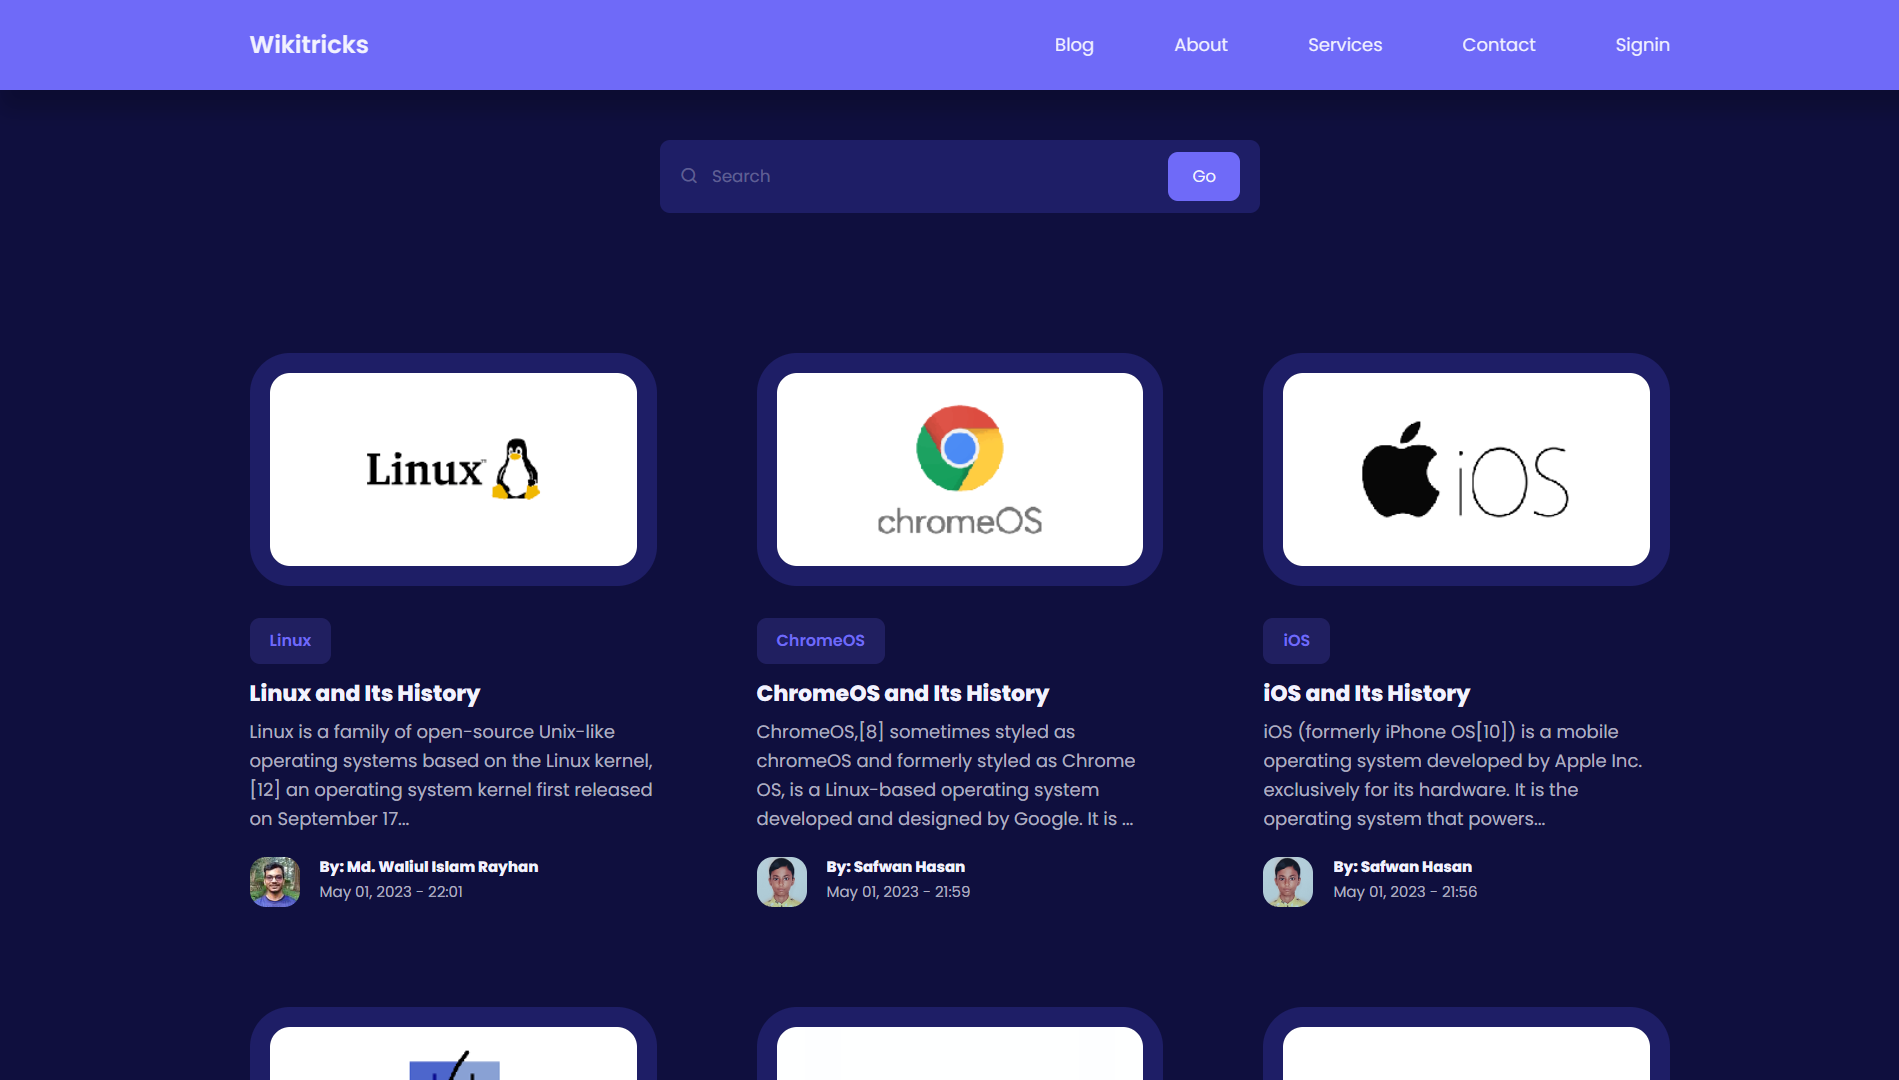 Wikitricks
Blog
About
Services
Contact
Signin
Search
Go
Linux™
chromeOS
iOS
Linux
Linux and Its History
Linux is a family of open-source Unix-like
operating systems based on the Linux kernel,
[12] an operating system kernel first released
on September 17...
By: Md. Waliul Islam Rayhan
May 01, 2023 - 22:01
ChromeOS
ChromeOS and Its History
ChromeOS,[8] sometimes styled as
chromeOS and formerly styled as Chrome
OS, is a Linux-based operating system
developed and designed by Google. It is ...
By: Safwan Hasan
May 01, 2023 - 21:59
iOS
iOS and Its History
iOS (formerly iPhone OS[10]) is a mobile
operating system developed by Apple Inc.
exclusively for its hardware. It is the
operating system that powers...
By: Safwan Hasan
May 01, 2023 - 21:56